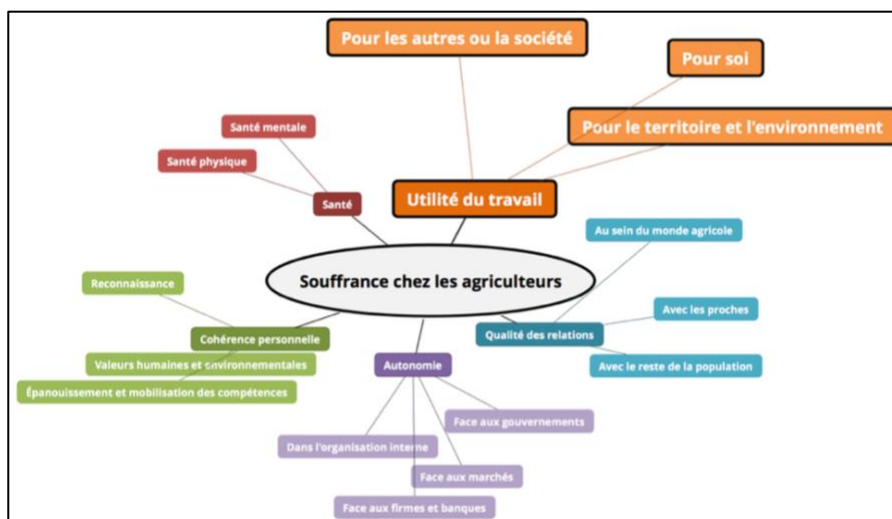 Pour les autres ou la société
Pour soi
Pour le territoire et l'environnement
Santé mentale
Santé physique
Santé
Utilité du travail
Au sein du monde agricole
Souffrance chez les agriculteurs
Reconnaissance
Avec les proches
Cohérence personnelle
Qualité des relations
Valeurs humaines et environnementales
Autonomie
Avec le reste de la population
Épanouissement et mobilisation des compétences
Face aux gouvernements
Dans l'organisation interne
Face aux marchés
Face aux firmes et banques